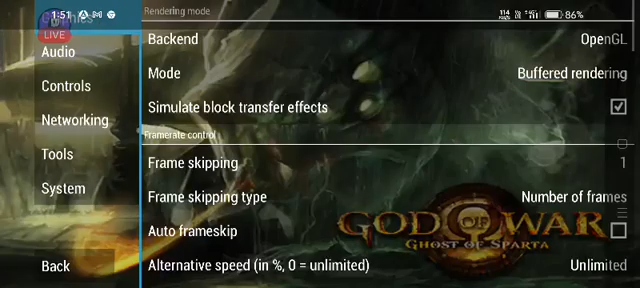 1:51
114
86%
LIVE
Audio
Controls
Networking
Tools
System
Back
Rendering mode
Backend OpenGL
Mode Buffered rendering
Simulate block transfer effects
Framerate control
Frame skipping 1
Frame skipping type Number of frames
Auto frameskip
Alternative speed (in %, 0 = unlimited) Unlimited
GOD OF WAR
GHOST OF SPARTA